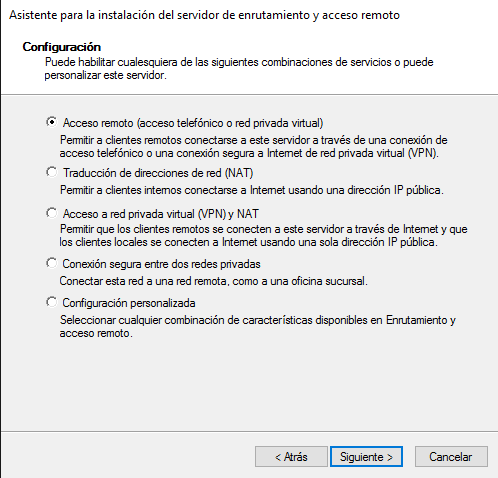 Asistente para la instalación del servidor de enrutamiento y acceso remoto
Configuración
Puede habilitar cualesquiera de las siguientes combinaciones de servicios o puede
personalizar este servidor.
Acceso remoto (acceso telefónico o red privada virtual)
Permitir a clientes remotos conectarse a este servidor a través de una conexión de
acceso telefónico o una conexión segura a Internet de red privada virtual (VPN).
Traducción de direcciones de red (NAT)
Permitir a clientes internos conectarse a Internet usando una dirección IP pública.
Acceso a red privada virtual (VPN) y NAT
Permitir que los clientes remotos se conecten a este servidor a través de Internet y que
los clientes locales se conecten a Internet usando una sola dirección IP pública.
Conexión segura entre dos redes privadas
Conectar esta red a una red remota, como a una oficina sucursal.
Configuración personalizada
Seleccionar cualquier combinación de características disponibles en Enrutamiento y
acceso remoto.
< Atrás Siguiente > Cancelar